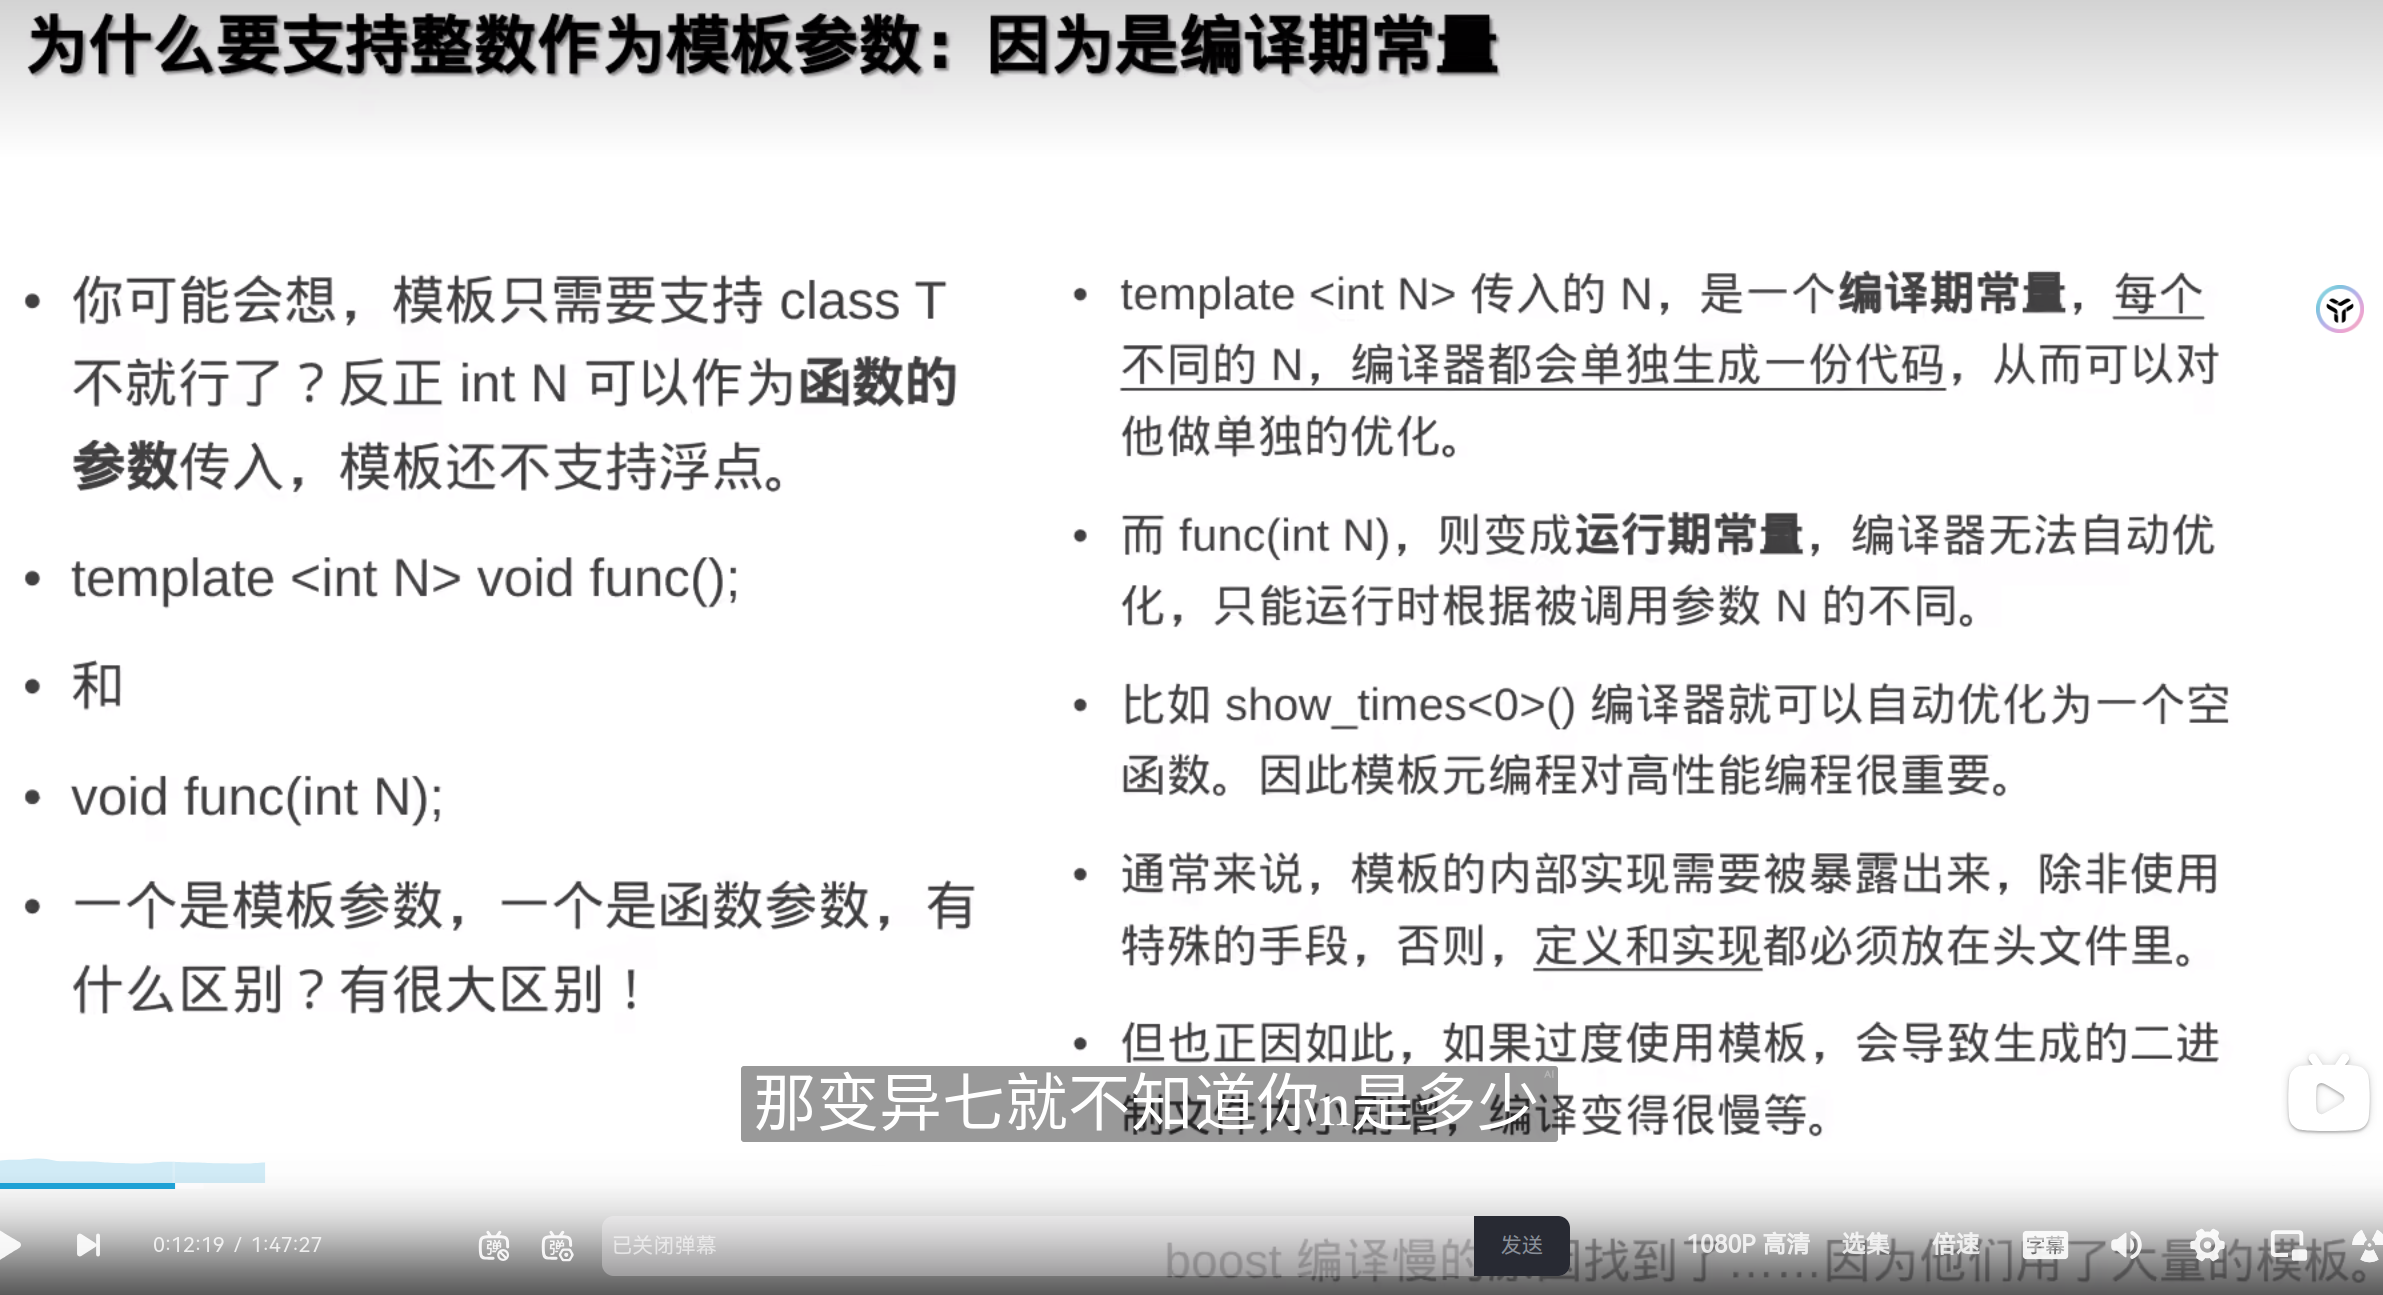 为什么要支持整数作为模板参数：因为是编译期常量
• 你可能会想，模板只需要支持 class T
不就行了？反正 int N 可以作为函数的
参数传入，模板还不支持浮点。
• template <int N> void func();
• 和
• void func(int N);
• 一个是模板参数，一个是函数参数，有
什么区别？有很大区别！
• template <int N> 传入的 N，是一个编译期常量，每个
不同的 N，编译器都会单独生成一份代码，从而可以对
他做单独的优化。
• 而 func(int N)，则变成运行期常量，编译器无法自动优
化，只能运行时根据被调用参数 N 的不同。
• 比如 show_times<0>() 编译器就可以自动优化为一个空
函数。因此模板元编程对高性能编程很重要。
• 通常来说，模板的内部实现需要被暴露出来，除非使用
特殊的手段，否则，定义和实现都必须放在头文件里。
• 但也正因如此，如果过度使用模板，会导致生成的二进
制文件大小剧增，编译变得很慢等。
那变异七就不知道你n是多少
AI
0:12:19 / 1:47:27
弹
弹
已关闭弹幕
发送
1080P 高清
选集
倍速
字幕
boost 编译慢的原因找到了……因为他们用了大量的模板。